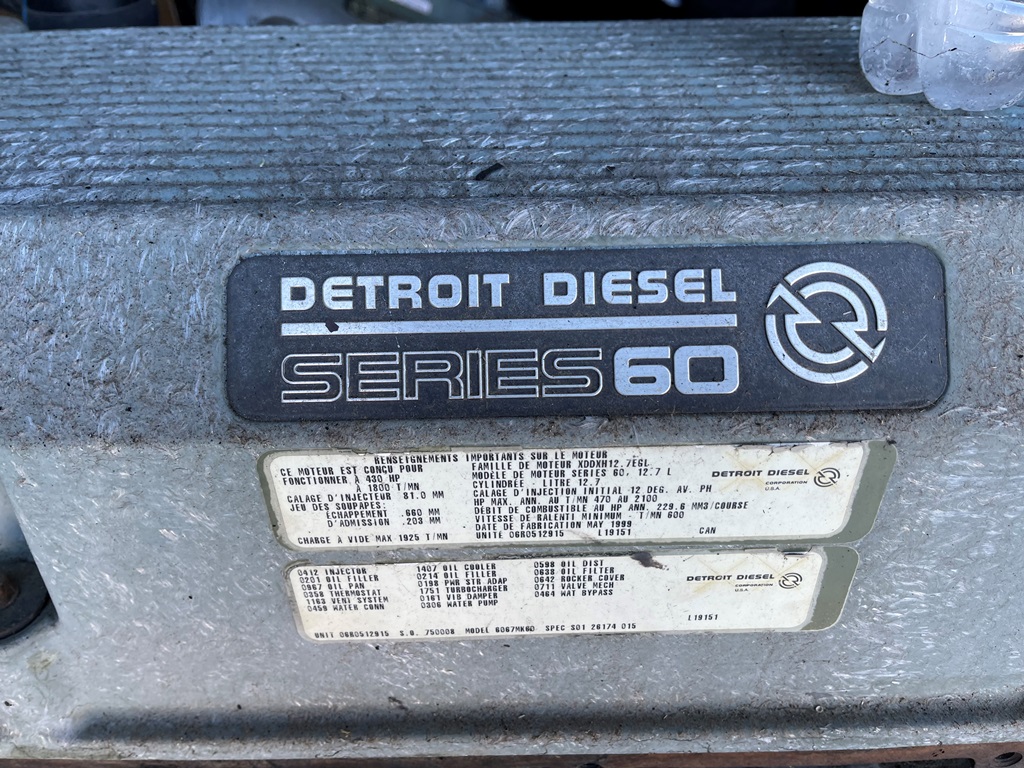 DETROIT DIESEL
SERIES 60
RENSEIGNEMENTS IMPORTANTS SUR LE MOTEUR
CE MOTEUR EST CONÇU POUR
FONCTIONNER À 430 HP
À 1800 T/MN
CALAGE D'INJECTEUR 81.0 MM
JEU DES SOUPAPES:
ÉCHAPPEMENT .660 MM
D'ADMISSION .203 MM
CHARGE À VIDE MAX 1925 T/MN
FAMILLE DE MOTEUR XDDXH12.7EGL
MODÈLE DE MOTEUR SERIES 60, 12.7 L
CYLINDRÉE - LITRE 12.7
CALAGE D'INJECTION INITIAL 12 DEG. AV. PH
HP MAX. ANN. AU T/MN 470 AU 2100
DÉBIT DE COMBUSTIBLE AU HP ANN. 229.6 MM3/COURSE
VITESSE DE RALENTI MINIMUM - T/MN 600
DATE DE FABRICATION MAY 1999
UNITÉ 06R0512915 L19151 CAN
DETROIT DIESEL
CORPORATION
U.S.A.
0412 INJECTOR
0201 OIL FILLER
0967 OIL PAN
0358 THERMOSTAT
1163 VENT SYSTEM
0459 WATER CONN
1407 OIL COOLER
0214 OIL FILLER
0198 PWR STR ADAP
1751 TURBOCHARGER
0161 VIB DAMPER
0306 WATER PUMP
0598 OIL DIST
0638 OIL FILTER
0642 ROCKER COVER
0711 VALVE MECH
0464 WAT BYPASS
DETROIT DIESEL
CORPORATION
U.S.A.
L19151
UNIT 06R0512915 S.O. 750008 MODEL 6067MK60 SPEC S01 26174 015